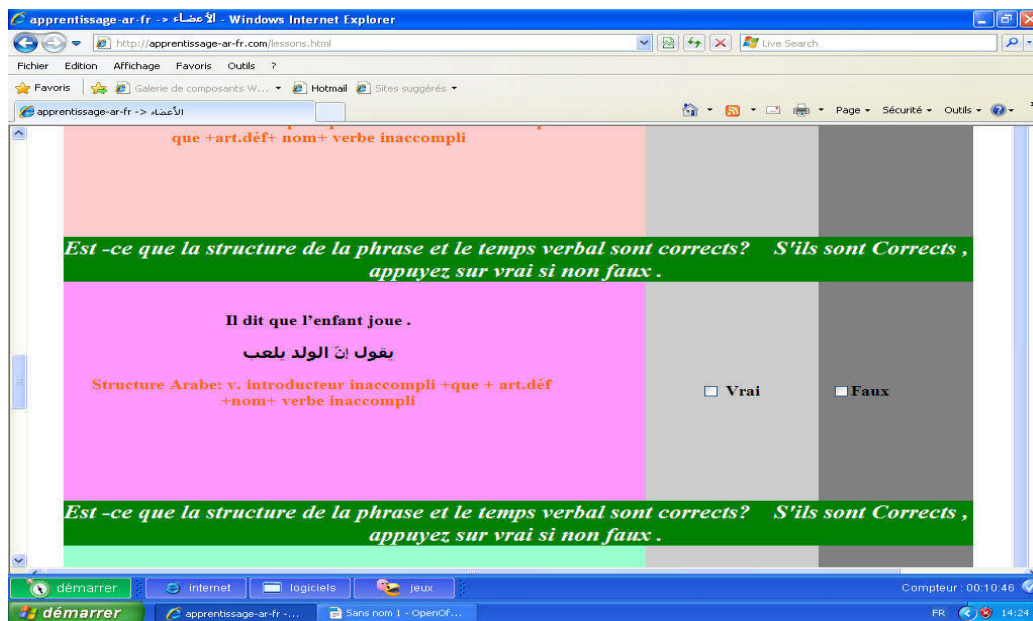 apprentissage-ar-fr -> الأعضاء - Windows Internet Explorer
http://apprentissage-ar-fr.com/lessons.html
Live Search
Fichier Edition Affichage Favoris Outils ?
Favoris Galerie de composants W... Hotmail Sites suggérés
apprentissage-ar-fr -> الأعضاء
Page Sécurité Outils
que +art.déf+ nom+ verbe inaccompli
Est -ce que la structure de la phrase et le temps verbal sont corrects? S'ils sont Corrects ,
appuyez sur vrai si non faux .
Il dit que l'enfant joue .
يقول إنَ الولد يلعب
Structure Arabe: v. introducteur inaccompli +que + art.déf
+nom+ verbe inaccompli
Vrai
Faux
Est -ce que la structure de la phrase et le temps verbal sont corrects? S'ils sont Corrects ,
appuyez sur vrai si non faux .
démarrer internet logiciels jeux Compteur : 00:10:46
démarrer apprentissage-ar-fr -... Sans nom 1 - OpenOf... FR 14:24